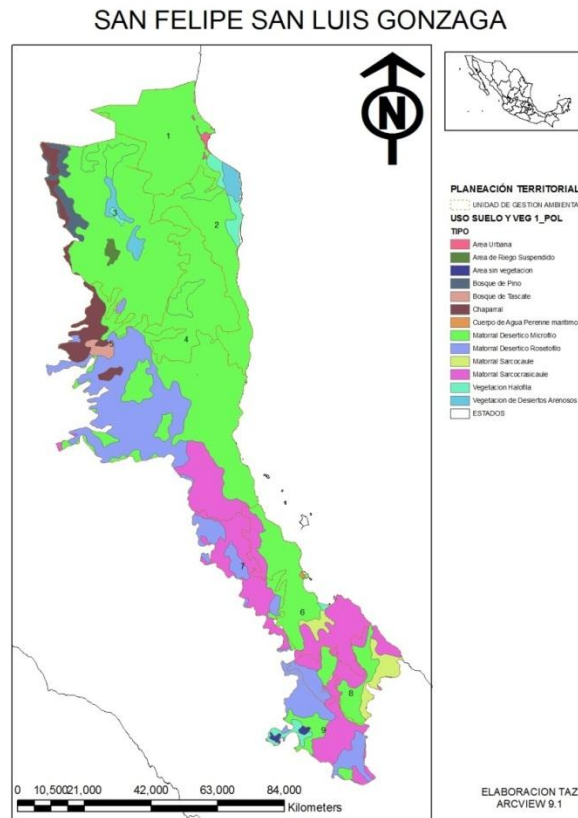 SAN FELIPE SAN LUIS GONZAGA
N
1
2
3
4
5
7
6
8
9
PLANEACIÓN TERRITORIAL
UNIDAD DE GESTION AMBIENTA
USO SUELO Y VEG 1_POL
TIPO
Area Urbana
Area de Riego Suspendido
Area sin vegetacion
Bosque de Pino
Bosque de Tascate
Chaparral
Cuerpo de Agua Perenne maritimo
Matorral Desertico Microfilo
Matorral Desertico Rosetofilo
Matorral Sarcocaule
Matorral Sarcocrasicaule
Vegetacion Halofila
Vegetacion de Desiertos Arenosos
ESTADOS
0 10,50021,000 42,000 63,000 84,000
Kilometers
ELABORACION TAZ
ARCVIEW 9.1